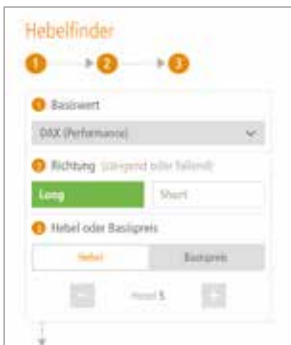 Hebelfinder
1 2 3
1 Basiswert
DAX (Performance)
2 Richtung (steigend oder fallend)
Long Short
3 Hebel oder Basispreis
Hebel Basispreis
- Hebel 5 +